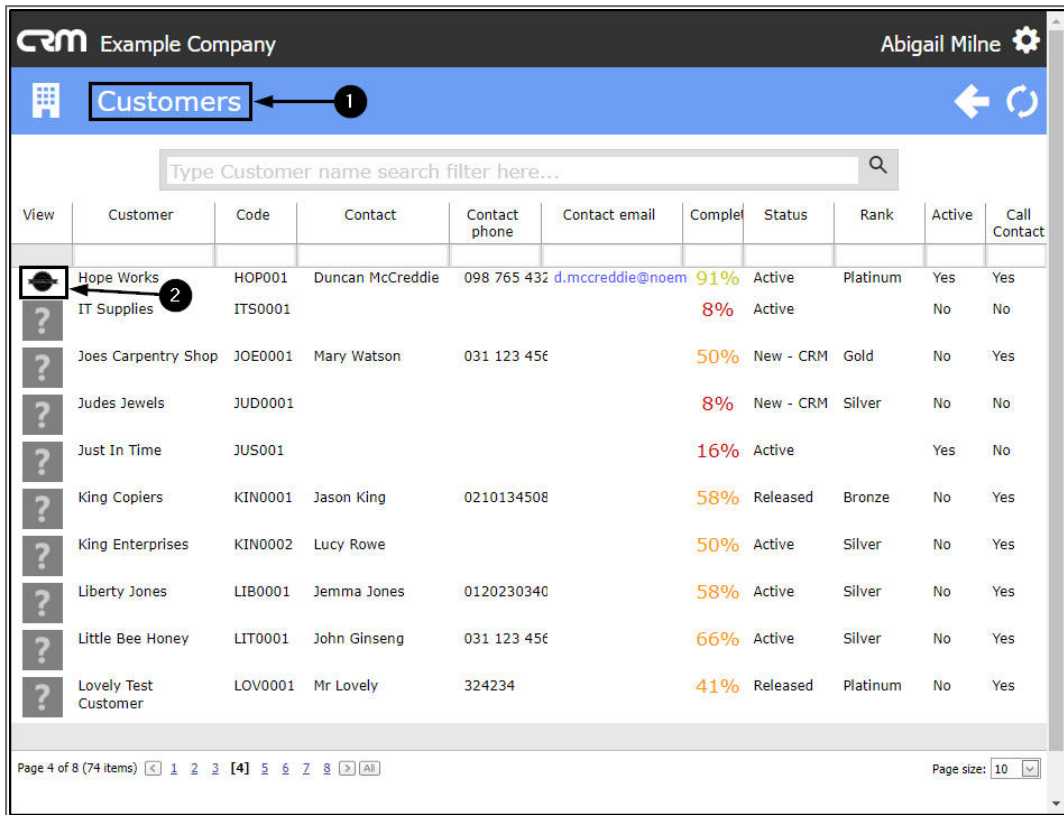 CRM Example Company Abigail Milne
Customers 1
Type Customer name search filter here...
View Customer Code Contact Contact phone Contact email Complet Status Rank Active Call Contact
Hope Works HOP001 Duncan McCreddie 098 765 432 d.mccreddie@noem 91% Active Platinum Yes Yes
2
IT Supplies ITS0001 8% Active No No
Joes Carpentry Shop JOE0001 Mary Watson 031 123 456 50% New - CRM Gold No Yes
Judes Jewels JUD0001 8% New - CRM Silver No No
Just In Time JUS001 16% Active Yes No
King Copiers KIN0001 Jason King 0210134508 58% Released Bronze No Yes
King Enterprises KIN0002 Lucy Rowe 50% Active Silver No Yes
Liberty Jones LIB0001 Jemma Jones 0120230340 58% Active Silver No Yes
Little Bee Honey LIT0001 John Ginseng 031 123 456 66% Active Silver No Yes
Lovely Test Customer LOV0001 Mr Lovely 324234 41% Released Platinum No Yes
Page 4 of 8 (74 items) < 1 2 3 [4] 5 6 7 8 > All Page size: 10